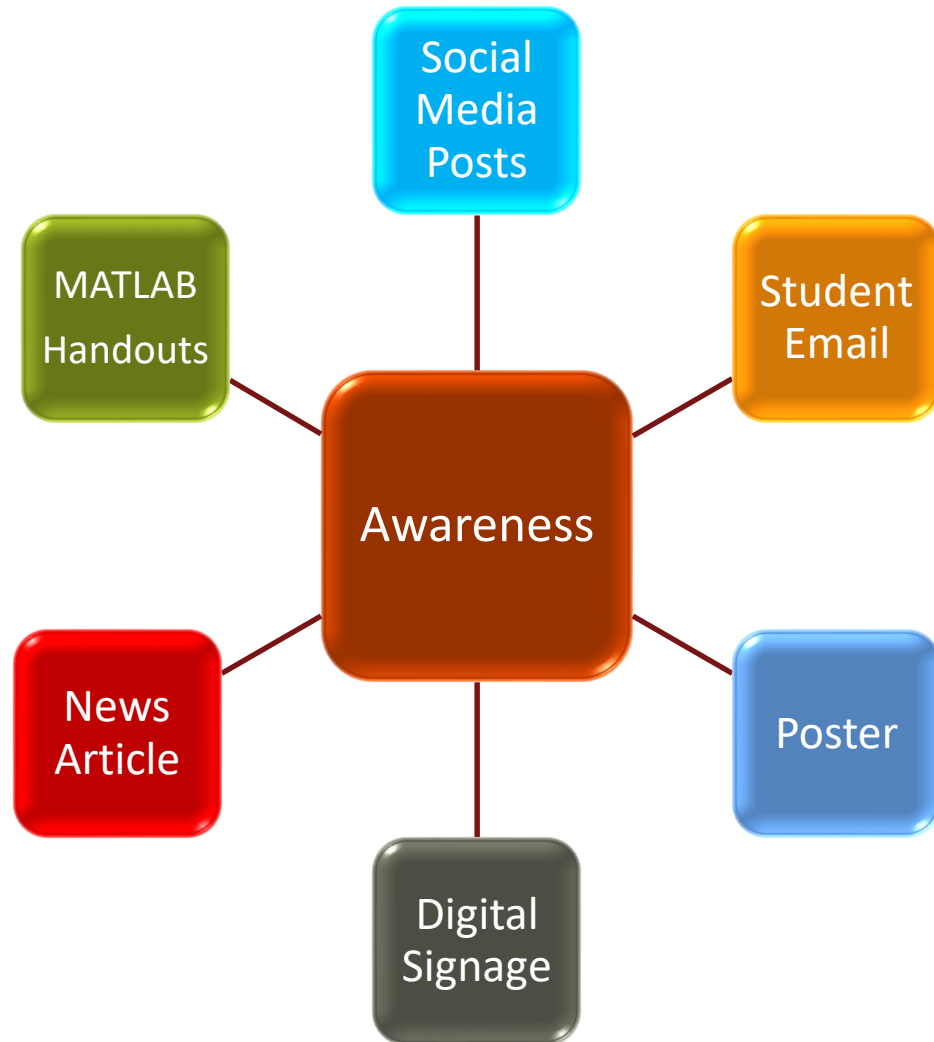 Social
Media
Posts
Student
Email
Poster
Digital
Signage
News
Article
MATLAB
Handouts
Awareness